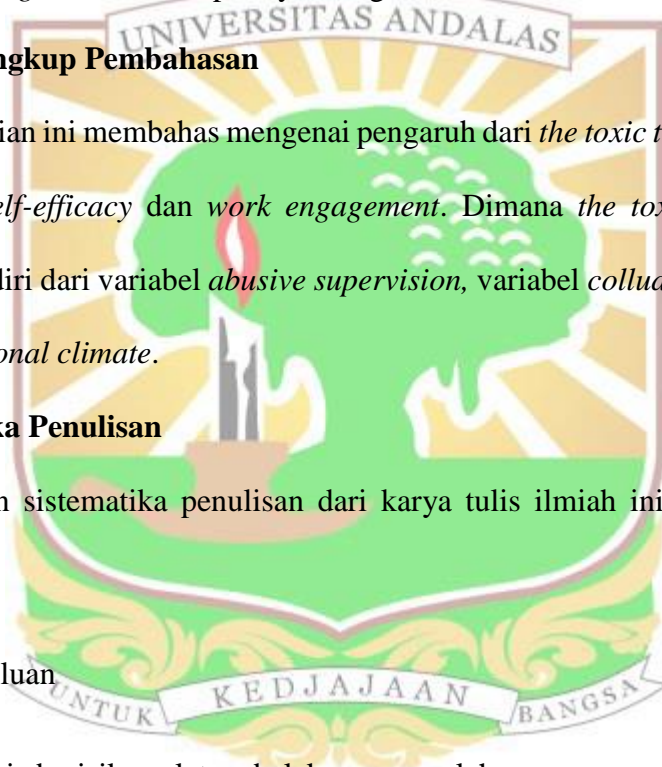 UNIVERSITAS ANDALAS
ngkup Pembahasan
ian ini membahas mengenai pengaruh dari the toxic t
elf-efficacy dan work engagement. Dimana the tox
diri dari variabel abusive supervision, variabel collud
onal climate.
ka Penulisan
n sistematika penulisan dari karya tulis ilmiah ini
luan
UNTUK KEDJAJAAN BANGSA